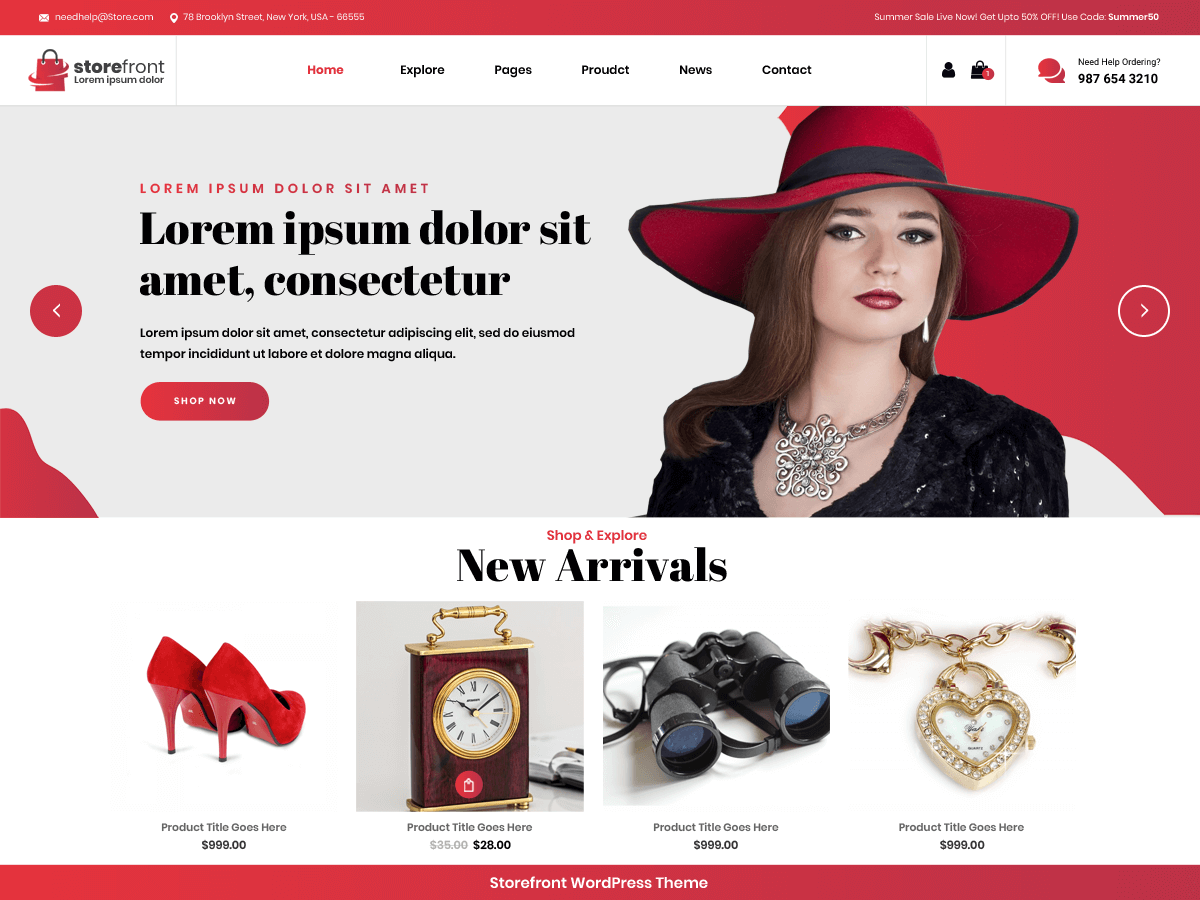 needhelp@Store.com
78 Brooklyn Street, New York, USA - 66555
Summer Sale Live Now! Get Upto 50% OFF! Use Code: Summer50
storefront
Lorem ipsum dolor
Home
Explore
Pages
Proudct
News
Contact
1
Need Help Ordering?
987 654 3210
LOREM IPSUM DOLOR SIT AMET
Lorem ipsum dolor sit
amet, consectetur
Lorem ipsum dolor sit amet, consectetur adipiscing elit, sed do eiusmod
tempor incididunt ut labore et dolore magna aliqua.
SHOP NOW
Shop & Explore
New Arrivals
QUARTZ
Product Title Goes Here
$999.00
Product Title Goes Here
$35.00 $28.00
Product Title Goes Here
$999.00
Product Title Goes Here
$999.00
Storefront WordPress Theme